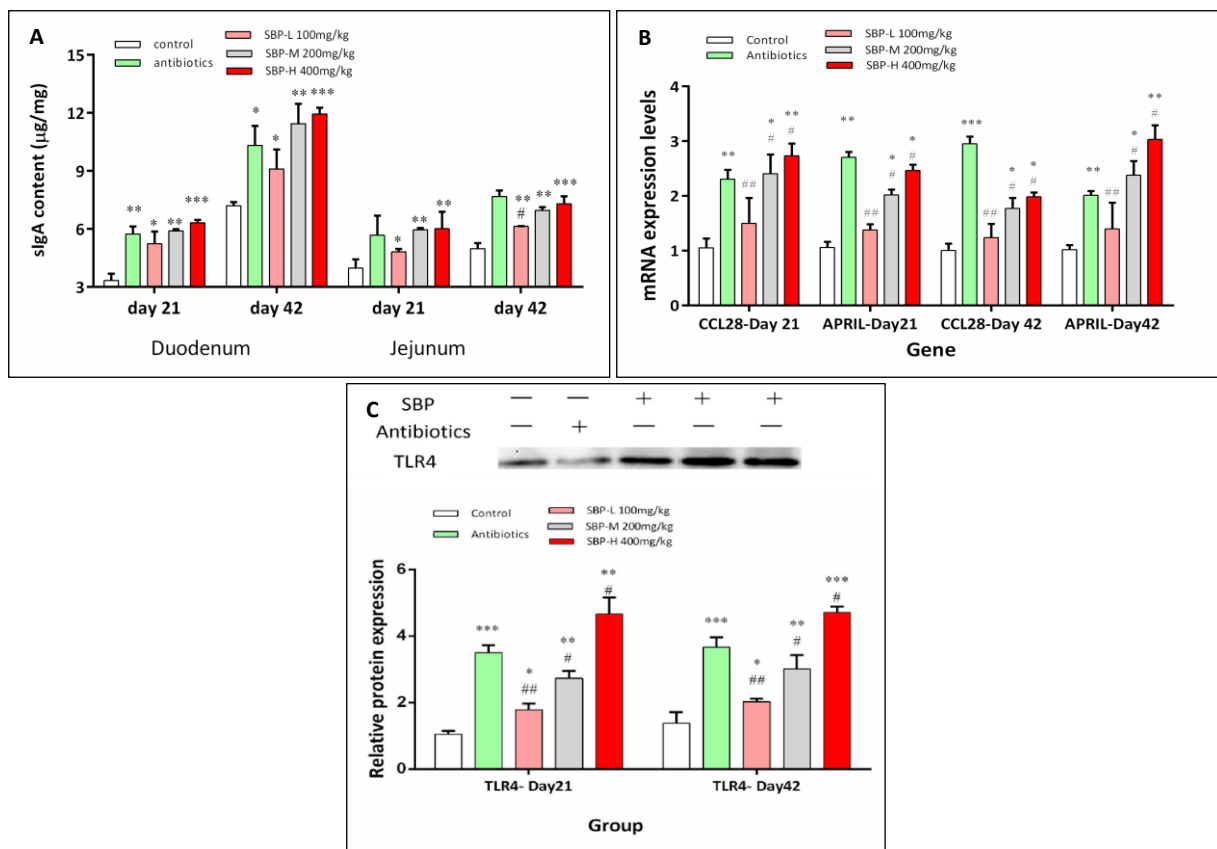 A
control
antibiotics
SBP-L 100mg/kg
SBP-M 200mg/kg
SBP-H 400mg/kg
sIgA content (μg/mg)
15
12
9
6
3
** * ** ***
* * ** ***
* ** **
** # ** ***
day 21 day 42 day 21 day 42
Duodenum Jejunum
B
Control
Antibiotics
SBP-L 100mg/kg
SBP-M 200mg/kg
SBP-H 400mg/kg
mRNA expression levels
4
3
2
1
0
** ## * # ** #
** ## * # * #
*** ## * # * #
** ## * # ** #
CCL28-Day 21 APRIL-Day21 CCL28-Day 42 APRIL-Day42
Gene
C
SBP — — + + +
Antibiotics — + — — —
TLR4
Control
Antibiotics
SBP-L 100mg/kg
SBP-M 200mg/kg
SBP-H 400mg/kg
Relative protein expression
6
4
2
0
*** * ## ** # ** #
*** * ## ** # *** #
TLR4- Day21 TLR4- Day42
Group